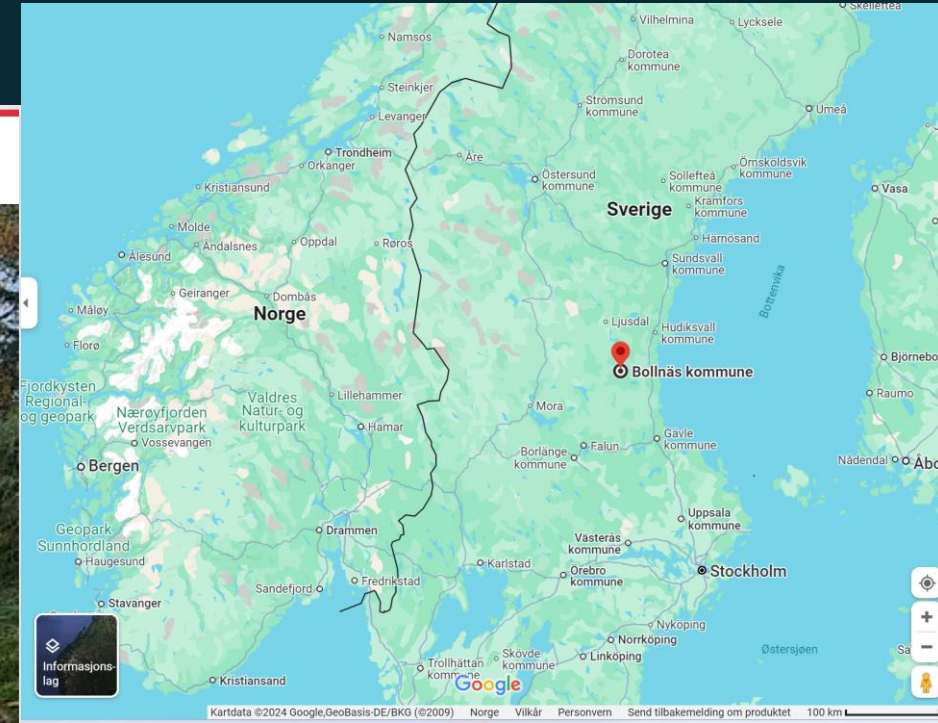 Skellefteå
Vilhelmina
Lycksele
Namsos
Dorotea
kommune
Steinkjer
Strömsund
kommune
Levanger
Umeå
Trondheim
Orkanger
Åre
Östersund
kommune
Örnsköldsvik
kommune
Sollefteå
kommune
Kramfors
kommune
Vasa
Kristiansund
Sverige
Molde
Åndalsnes
Oppdal
Røros
Härnösand
Ålesund
Sundsvall
kommune
Bottenvika
Geiranger
Dombås
Måløy
Norge
Ljusdal
Hudiksvall
kommune
Florø
Bollnäs kommune
Björnebo
Fjordkysten
Regional-
og geopark
Nærøyfjorden
Verdsarvpark
Valdres
Natur- og
kulturpark
Lillehammer
Mora
Raumo
Vossevangen
Hamar
Borlänge
kommune
Falun
Gävle
kommune
Bergen
Nådendal
Åbo
Geopark
Sunnhordland
Drammen
Uppsala
kommune
Västerås
kommune
Haugesund
Karlstad
Örebro
kommune
Stockholm
Sandefjord
Fredrikstad
Stavanger
Nyköping
Norrköping
Informasjons-
lag
Trollhättan
kommune
Skövde
kommune
Linköping
Østersjøen
Sa
Kristiansand
Google
Kartdata ©2024 Google,GeoBasis-DE/BKG (©2009) Norge Vilkår Personvern Send tilbakemelding om produktet 100 km